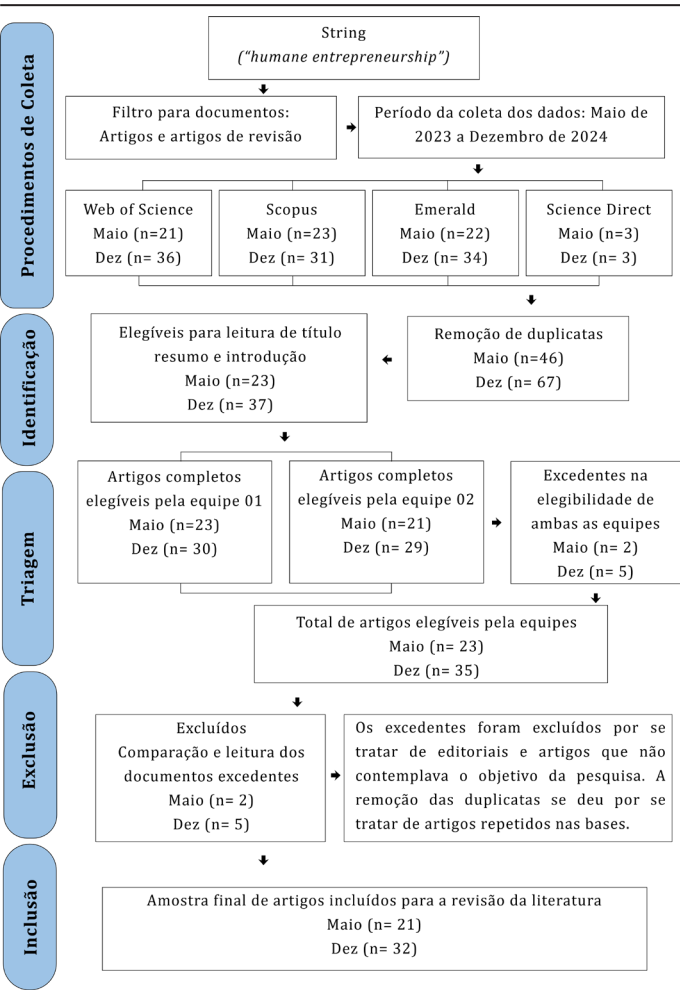 Procedimentos de Coleta
String
("humane entrepreneurship")
Filtro para documentos:
Artigos e artigos de revisão
Período da coleta dos dados: Maio de
2023 a Dezembro de 2024
Web of Science
Maio (n=21)
Dez (n= 36)
Scopus
Maio (n=23)
Dez (n= 31)
Emerald
Maio (n=22)
Dez (n= 34)
Science Direct
Maio (n=3)
Dez (n= 3)
Identificação
Elegíveis para leitura de título
resumo e introdução
Maio (n=23)
Dez (n= 37)
Remoção de duplicatas
Maio (n=46)
Dez (n= 67)
Triagem
Artigos completos
elegíveis pela equipe 01
Maio (n=23)
Dez (n= 30)
Artigos completos
elegíveis pela equipe 02
Maio (n=21)
Dez (n= 29)
Excedentes na
elegibilidade de
ambas as equipes
Maio (n= 2)
Dez (n= 5)
Total de artigos elegíveis pela equipes
Maio (n= 23)
Dez (n= 35)
Exclusão
Excluídos
Comparação e leitura dos
documentos excedentes
Maio (n= 2)
Dez (n= 5)
Os excedentes foram excluídos por se
tratar de editoriais e artigos que não
contemplava o objetivo da pesquisa. A
remoção das duplicatas se deu por se
tratar de artigos repetidos nas bases.
Inclusão
Amostra final de artigos incluídos para a revisão da literatura
Maio (n= 21)
Dez (n= 32)